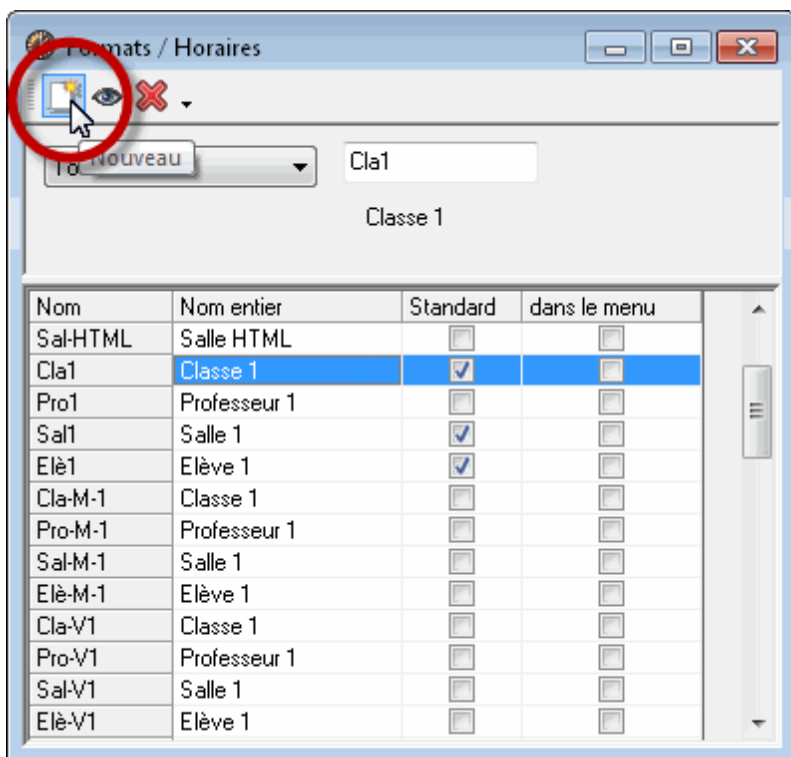 Formats / Horaires
Nouveau
Cla1
Classe 1
Nom Nom entier Standard dans le menu
Sal-HTML Salle HTML
Cla1 Classe 1
Pro1 Professeur 1
Sal1 Salle 1
Elè1 Elève 1
Cla-M-1 Classe 1
Pro-M-1 Professeur 1
Sal-M-1 Salle 1
Elè-M-1 Elève 1
Cla-V1 Classe 1
Pro-V1 Professeur 1
Sal-V1 Salle 1
Elè-V1 Elève 1